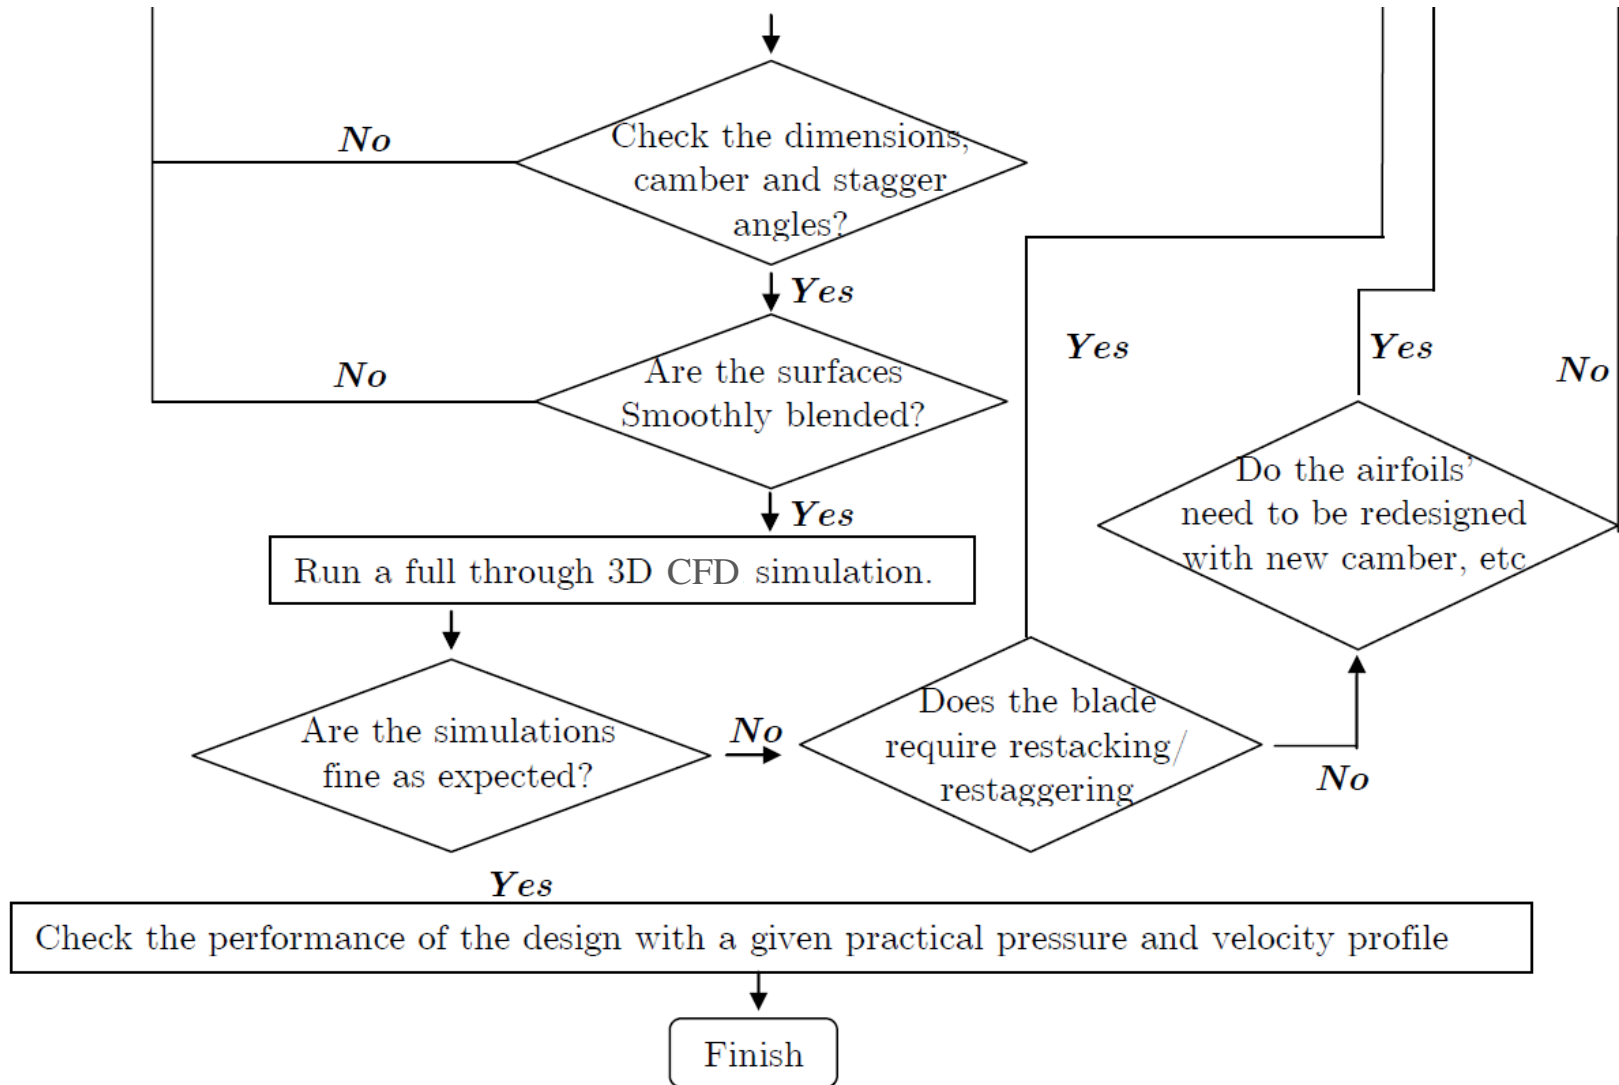 No
Check the dimensions,
camber and stagger
angles?
Yes
No
Are the surfaces
Smoothly blended?
Yes
Yes
Yes
No
Do the airfoils'
need to be redesigned
with new camber, etc
Run a full through 3D CFD simulation.
Are the simulations
fine as expected?
No
Does the blade
require restacking/
restaggering
No
Yes
Check the performance of the design with a given practical pressure and velocity profile
Finish